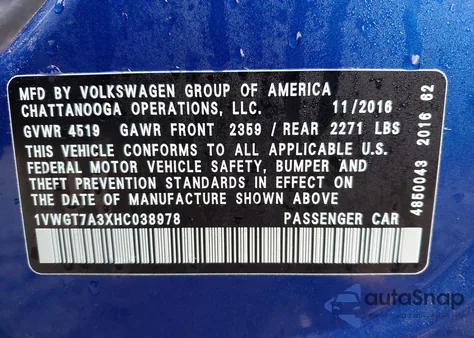 MFD BY VOLKSWAGEN GROUP OF AMERICA
CHATTANOOGA OPERATIONS, LLC. 11/2016
GVWR 4519 GAWR FRONT 2359 / REAR 2271 LBS
THIS VEHICLE CONFORMS TO ALL APPLICABLE U.S.
FEDERAL MOTOR VEHICLE SAFETY, BUMPER AND
THEFT PREVENTION STANDARDS IN EFFECT ON
THE DATE OF MANUFACTURE SHOWN ABOVE
1VWGT7A3XHC038978 PASSENGER CAR
4850043 2016 62
autoSnap